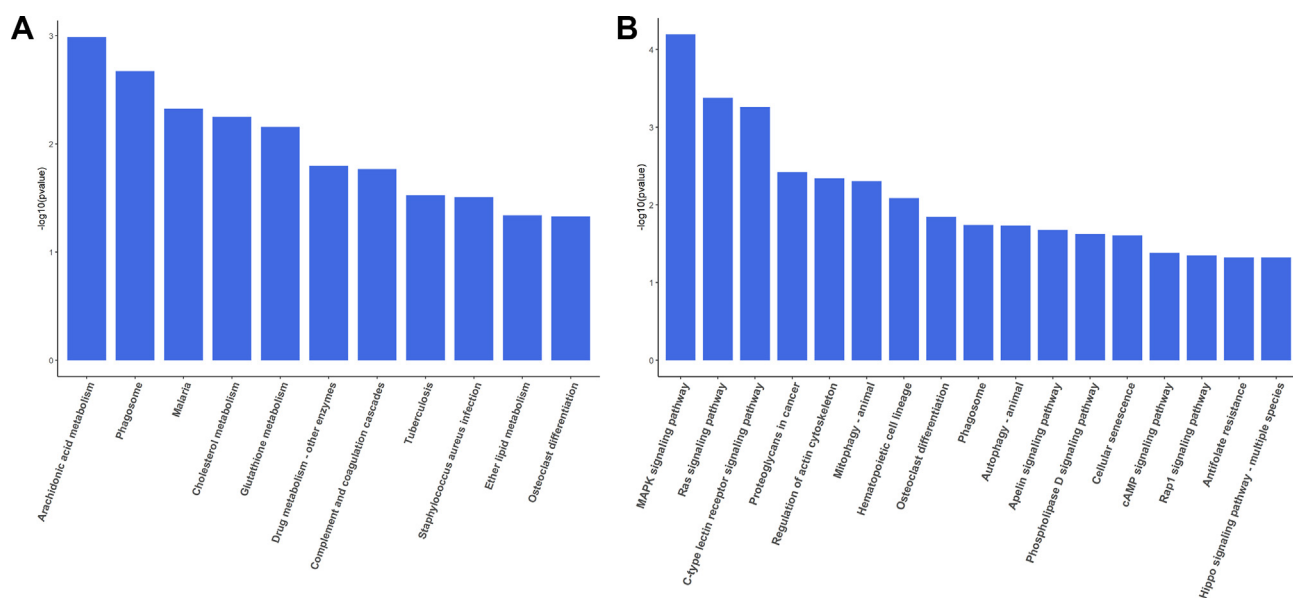 A
-log10(pvalue)
3
2
1
0
Arachidonic acid metabolism
Phagosome
Malaria
Cholesterol metabolism
Glutathione metabolism
Drug metabolism - other enzymes
Complement and coagulation cascades
Tuberculosis
Staphylococcus aureus infection
Ether lipid metabolism
Osteoclast differentiation
B
-log10(pvalue)
4
3
2
1
0
MAPK signaling pathway
Ras signaling pathway
C-type lectin receptor signaling pathway
Proteoglycans in cancer
Regulation of actin cytoskeleton
Mitophagy - animal
Hematopoietic cell lineage
Osteoclast differentiation
Phagosome
Autophagy - animal
Apelin signaling pathway
Phospholipase D signaling pathway
Cellular senescence
cAMP signaling pathway
Rap1 signaling pathway
Antifolate resistance
Hippo signaling pathway - multiple species